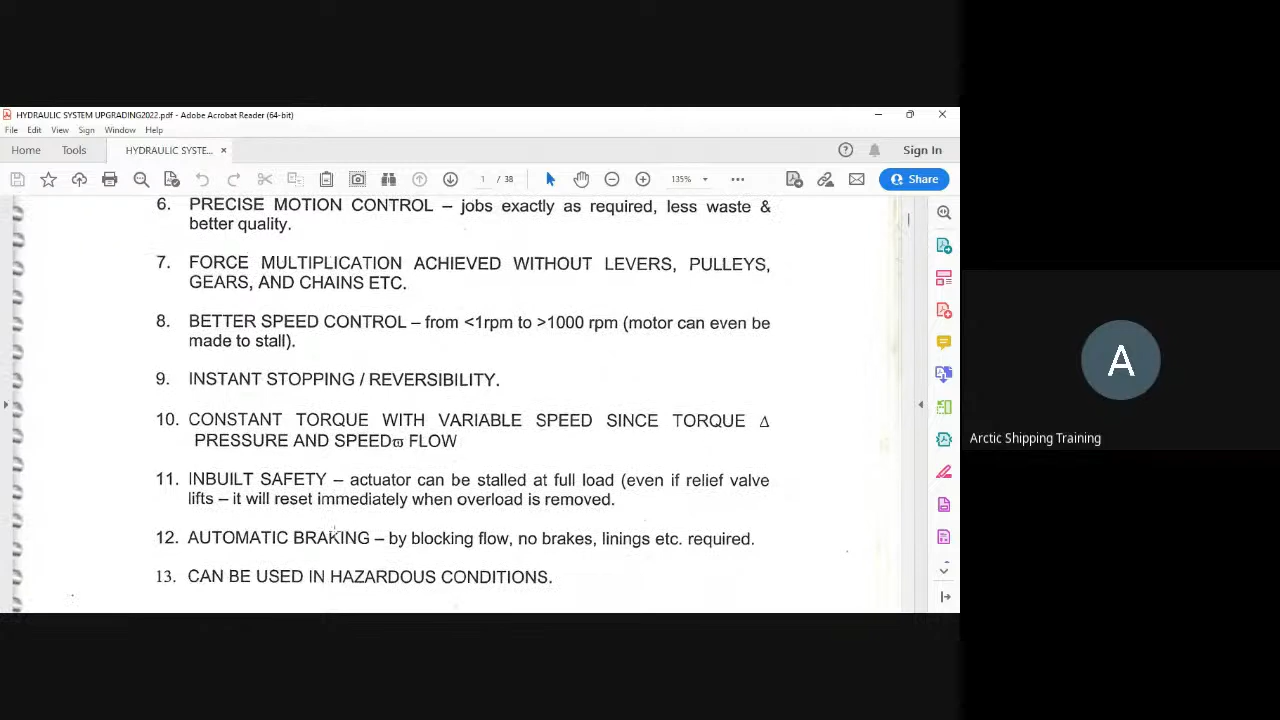 HYDRAULIC SYSTEM UPGRADING2022.pdf - Adobe Acrobat Reader (64-bit)
File Edit View Sign Window Help
Home Tools HYDRAULIC SYSTE... × Sign In
1 / 38 135% Share
6. PRECISE MOTION CONTROL – jobs exactly as required, less waste &
better quality.
7. FORCE MULTIPLICATION ACHIEVED WITHOUT LEVERS, PULLEYS,
GEARS, AND CHAINS ETC.
8. BETTER SPEED CONTROL – from <1rpm to >1000 rpm (motor can even be
made to stall).
9. INSTANT STOPPING / REVERSIBILITY.
10. CONSTANT TORQUE WITH VARIABLE SPEED SINCE TORQUE Δ
PRESSURE AND SPEEDϖ FLOW
11. INBUILT SAFETY – actuator can be stalled at full load (even if relief valve
lifts – it will reset immediately when overload is removed.
12. AUTOMATIC BRAKING – by blocking flow, no brakes, linings etc. required.
13. CAN BE USED IN HAZARDOUS CONDITIONS.
A
Arctic Shipping Training